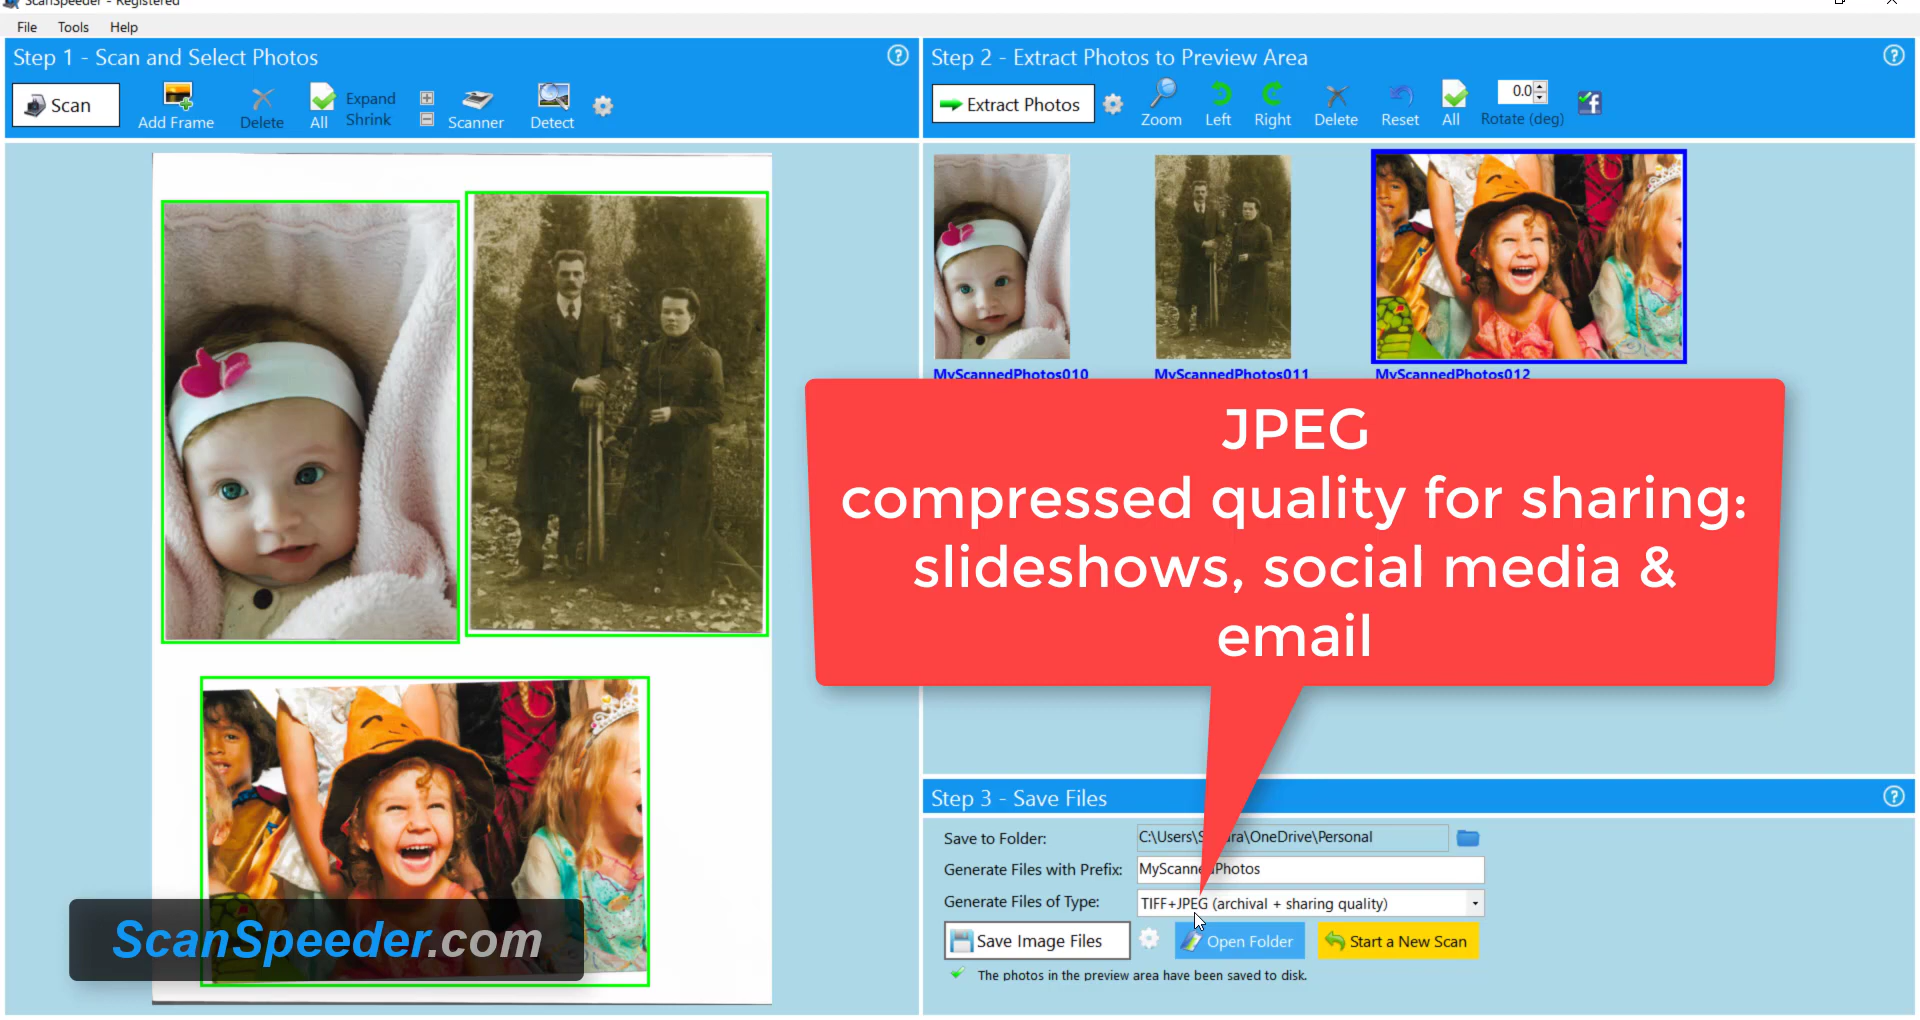 ScanSpeeder - Registered
File Tools Help
Step 1 - Scan and Select Photos
Scan
Add Frame
Delete
All
Expand
Shrink
Scanner
Detect
Step 2 - Extract Photos to Preview Area
Extract Photos
Zoom
Left
Right
Delete
Reset
All
0.0
Rotate (deg)
MyScannedPhotos010
MyScannedPhotos011
MyScannedPhotos012
JPEG
compressed quality for sharing:
slideshows, social media &
email
Step 3 - Save Files
Save to Folder:
C:\Users\S ra\OneDrive\Personal
Generate Files with Prefix:
MyScanne Photos
Generate Files of Type:
TIFF+JPEG (archival + sharing quality)
Save Image Files
Open Folder
Start a New Scan
The photos in the preview area have been saved to disk.
ScanSpeeder.com